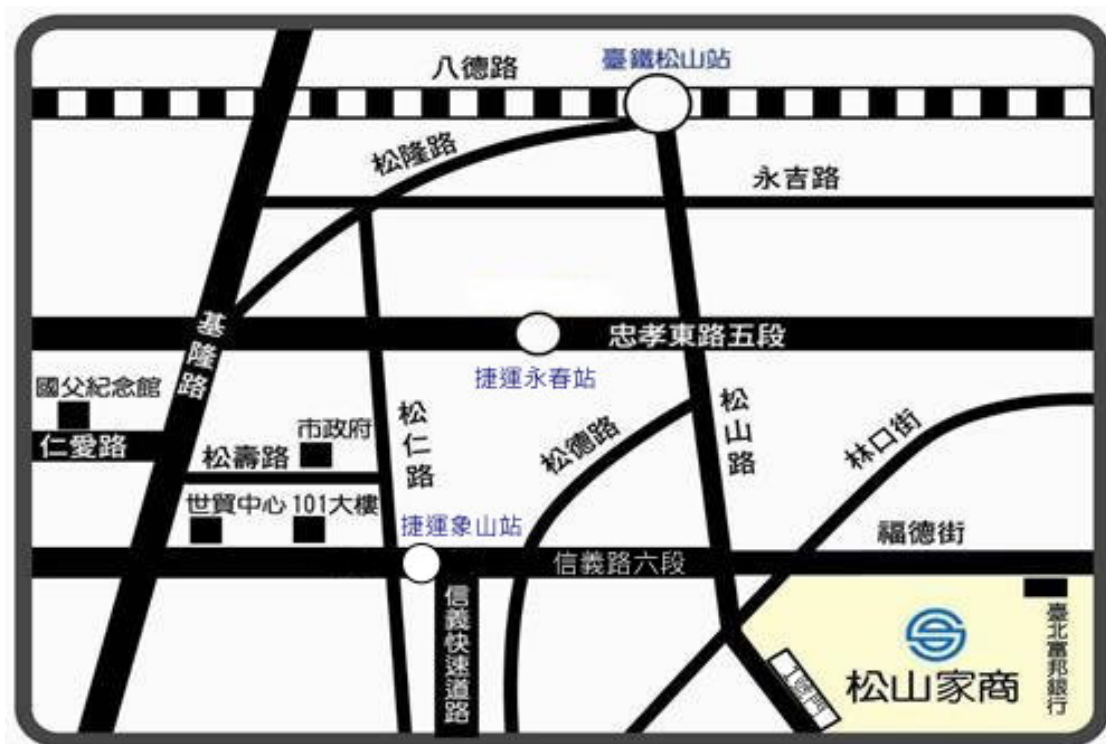 臺鐵松山站
八德路
松隆路
永吉路
基隆路
忠孝東路五段
捷運永春站
國父紀念館
仁愛路
市政府
松壽路
松仁路
松德路
松山路
林口街
世貿中心
101大樓
捷運象山站
信義路六段
福德街
信義快速道路
1號門
松山家商
臺北富邦銀行